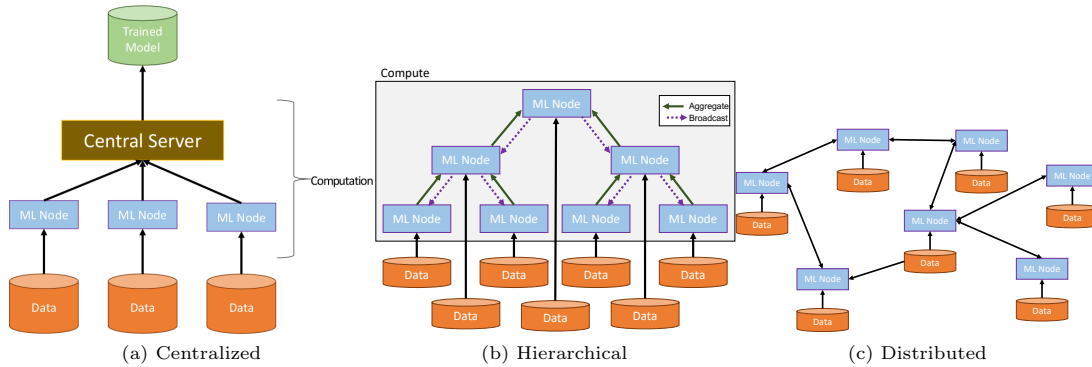 Trained
Model
Central Server
Computation
ML Node
ML Node
ML Node
Data
Data
Data
(a) Centralized
Compute
ML Node
Aggregate
Broadcast
ML Node
ML Node
ML Node
ML Node
ML Node
ML Node
Data
Data
Data
Data
Data
Data
Data
(b) Hierarchical
ML Node
ML Node
Data
Data
ML Node
ML Node
Data
Data
ML Node
Data
ML Node
ML Node
Data
Data
(c) Distributed